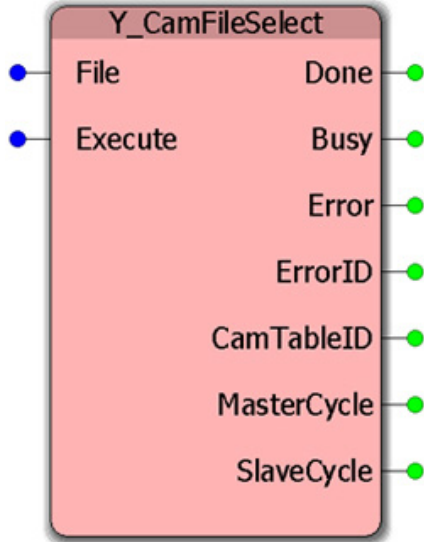 Y_CamFileSelect
File Done
Execute Busy
Error
ErrorID
CamTableID
MasterCycle
SlaveCycle